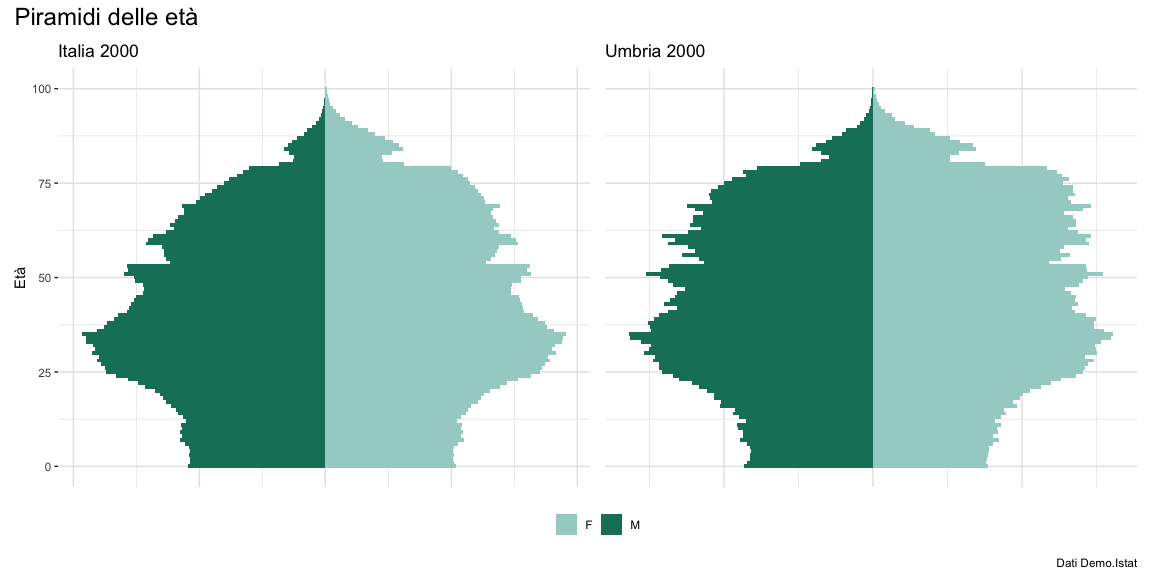 Piramidi delle età
Italia 2000
Umbria 2000
100
75
50
25
0
Età
F
M
Dati Demo.Istat